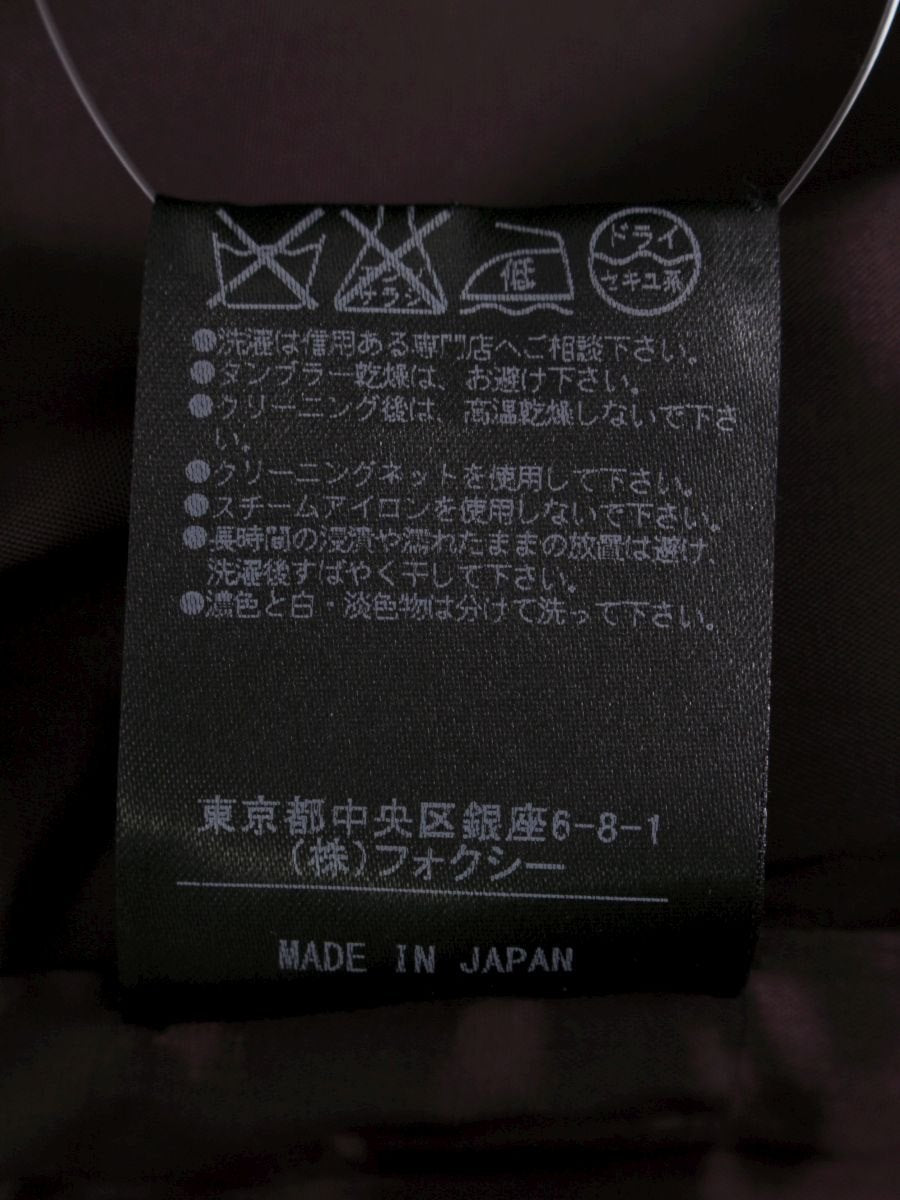 エンソ サラシ 低 ドライ セキユ系
●洗濯は信用ある専門店へご相談下さい。
●タンブラー乾燥は、お避け下さい。
●クリーニング後は、高温乾燥しないで下さ
い。
●クリーニングネットを使用して下さい。
●スチームアイロンを使用しないで下さい。
●長時間の浸漬や濡れたままの放置は避け、
洗濯後すばやく干して下さい。
●濃色と白・淡色物は分けて洗って下さい。
東京都中央区銀座6-8-1
(株)フォクシー
MADE IN JAPAN